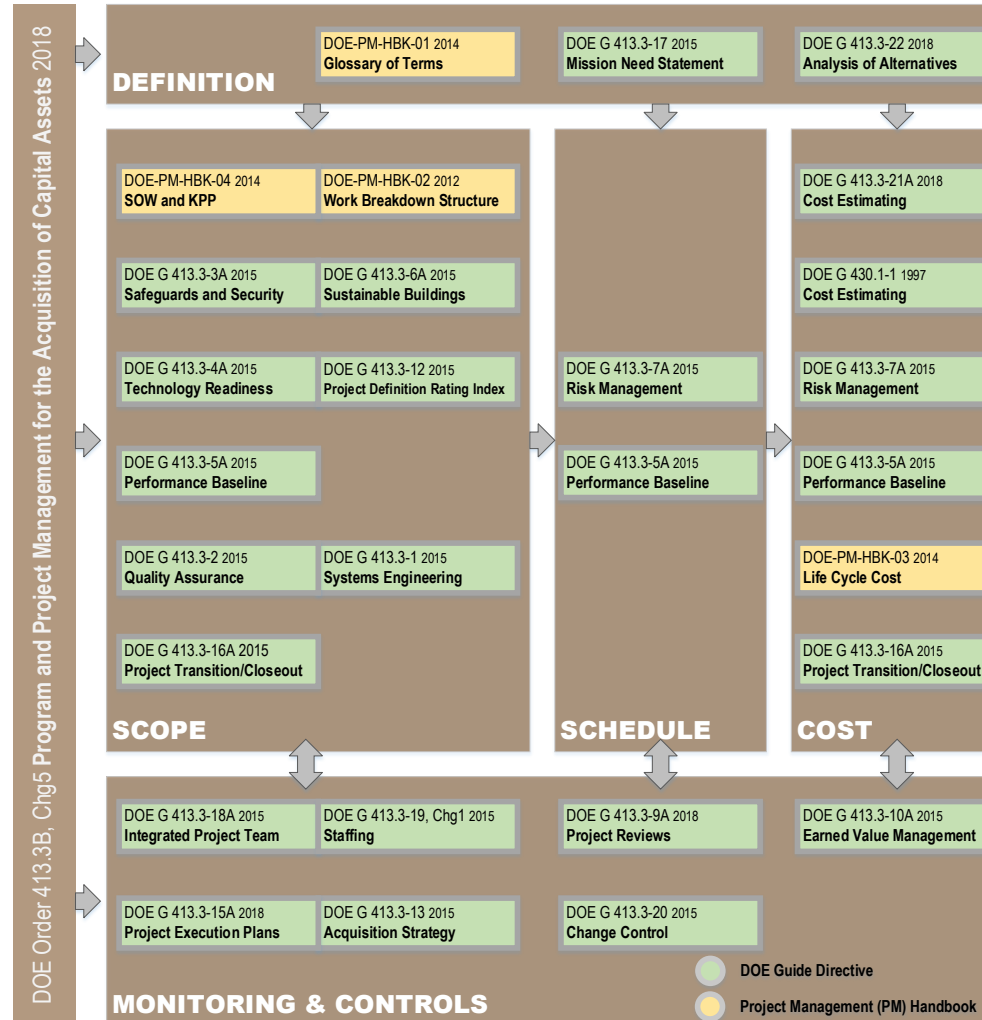 DOE Order 413.3B, Chg5 Program and Project Management for the Acquisition of Capital Assets 2018
DOE-PM-HBK-01 2014
Glossary of Terms
DOE G 413.3-17 2015
Mission Need Statement
DOE G 413.3-22 2018
Analysis of Alternatives
DEFINITION
DOE-PM-HBK-04 2014
SOW and KPP
DOE-PM-HBK-02 2012
Work Breakdown Structure
DOE G 413.3-3A 2015
Safeguards and Security
DOE G 413.3-6A 2015
Sustainable Buildings
DOE G 413.3-4A 2015
Technology Readiness
DOE G 413.3-12 2015
Project Definition Rating Index
DOE G 413.3-5A 2015
Performance Baseline
DOE G 413.3-2 2015
Quality Assurance
DOE G 413.3-1 2015
Systems Engineering
DOE G 413.3-16A 2015
Project Transition/Closeout
SCOPE
DOE G 413.3-7A 2015
Risk Management
DOE G 413.3-5A 2015
Performance Baseline
SCHEDULE
DOE G 413.3-21A 2018
Cost Estimating
DOE G 430.1-1 1997
Cost Estimating
DOE G 413.3-7A 2015
Risk Management
DOE G 413.3-5A 2015
Performance Baseline
DOE-PM-HBK-03 2014
Life Cycle Cost
DOE G 413.3-16A 2015
Project Transition/Closeout
COST
DOE G 413.3-18A 2015
Integrated Project Team
DOE G 413.3-19, Chg1 2015
Staffing
DOE G 413.3-9A 2018
Project Reviews
DOE G 413.3-10A 2015
Earned Value Management
DOE G 413.3-15A 2018
Project Execution Plans
DOE G 413.3-13 2015
Acquisition Strategy
DOE G 413.3-20 2015
Change Control
MONITORING & CONTROLS
DOE Guide Directive
Project Management (PM) Handbook